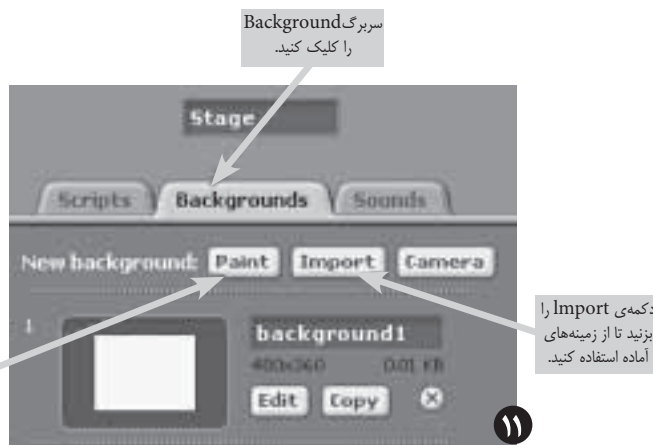 سربرگ Background
را کلیک کنید.
Stage
Scripts Backgrounds Sounds
New background: Paint Import Camera
1
background1
0.01 KB
Edit Copy
دکمه‌ی Import را
بزنید تا از زمینه‌های
آماده استفاده کنید.
۱۱